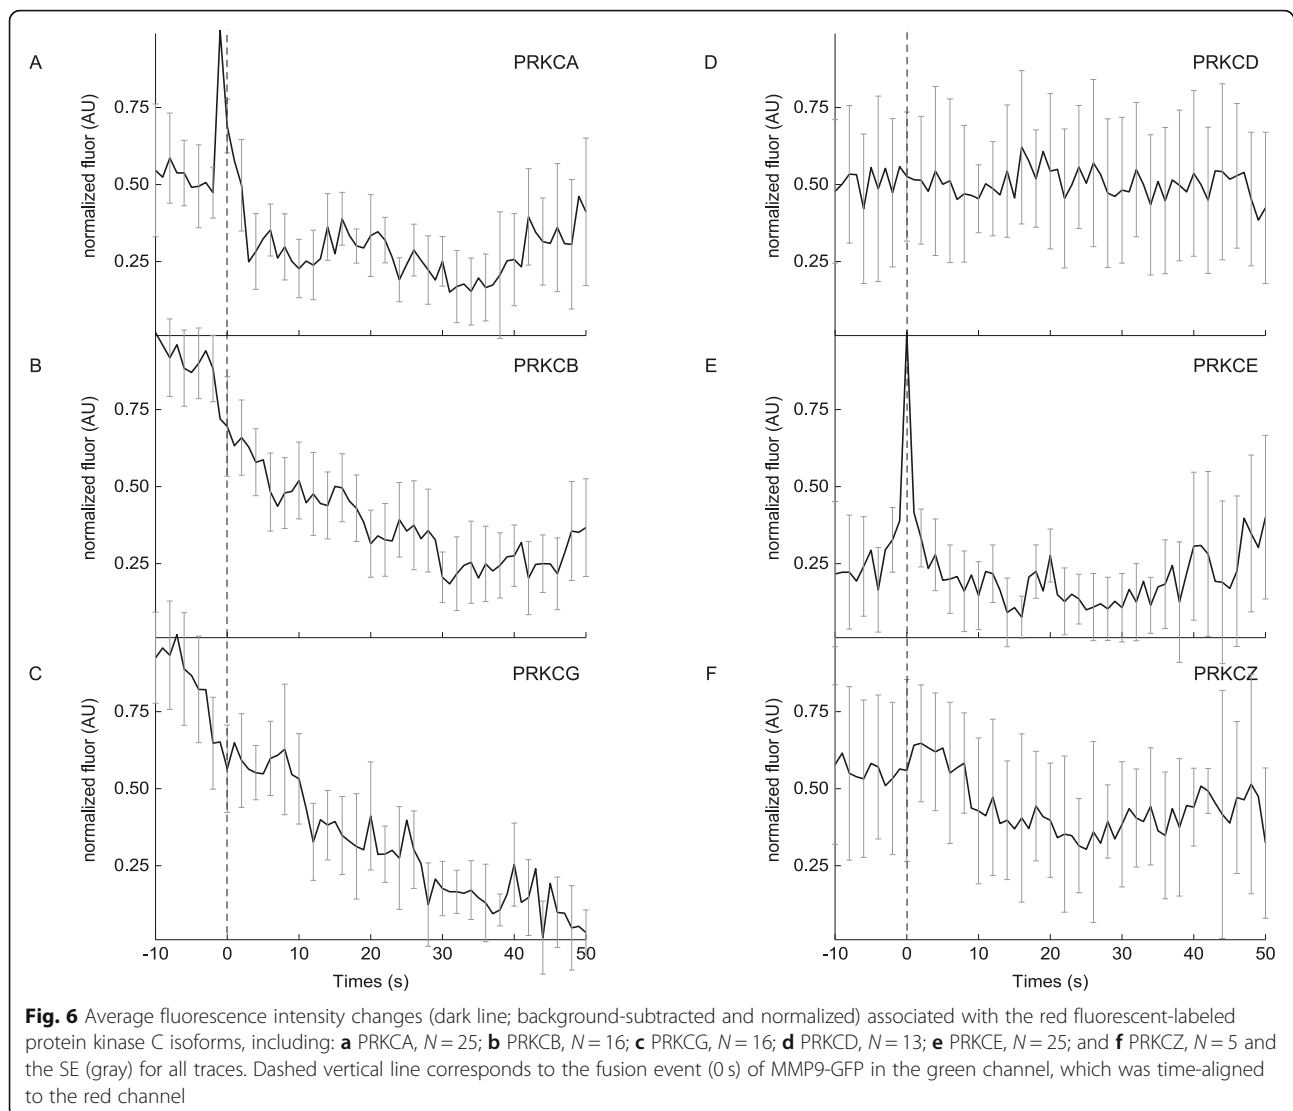 A
PRKCA
normalized fluor (AU)
0.75
0.50
0.25
B
PRKCB
normalized fluor (AU)
0.75
0.50
0.25
C
PRKCG
normalized fluor (AU)
0.75
0.50
0.25
-10 0 10 20 30 40 50
Times (s)
D
PRKCD
normalized fluor (AU)
0.75
0.50
0.25
E
PRKCE
normalized fluor (AU)
0.75
0.50
0.25
F
PRKCZ
normalized fluor (AU)
0.75
0.50
0.25
-10 0 10 20 30 40 50
Times (s)
Fig. 6 Average fluorescence intensity changes (dark line; background-subtracted and normalized) associated with the red fluorescent-labeled
protein kinase C isoforms, including: a PRKCA, N = 25; b PRKCB, N = 16; c PRKCG, N = 16; d PRKCD, N = 13; e PRKCE, N = 25; and f PRKCZ, N = 5 and
the SE (gray) for all traces. Dashed vertical line corresponds to the fusion event (0 s) of MMP9-GFP in the green channel, which was time-aligned
to the red channel